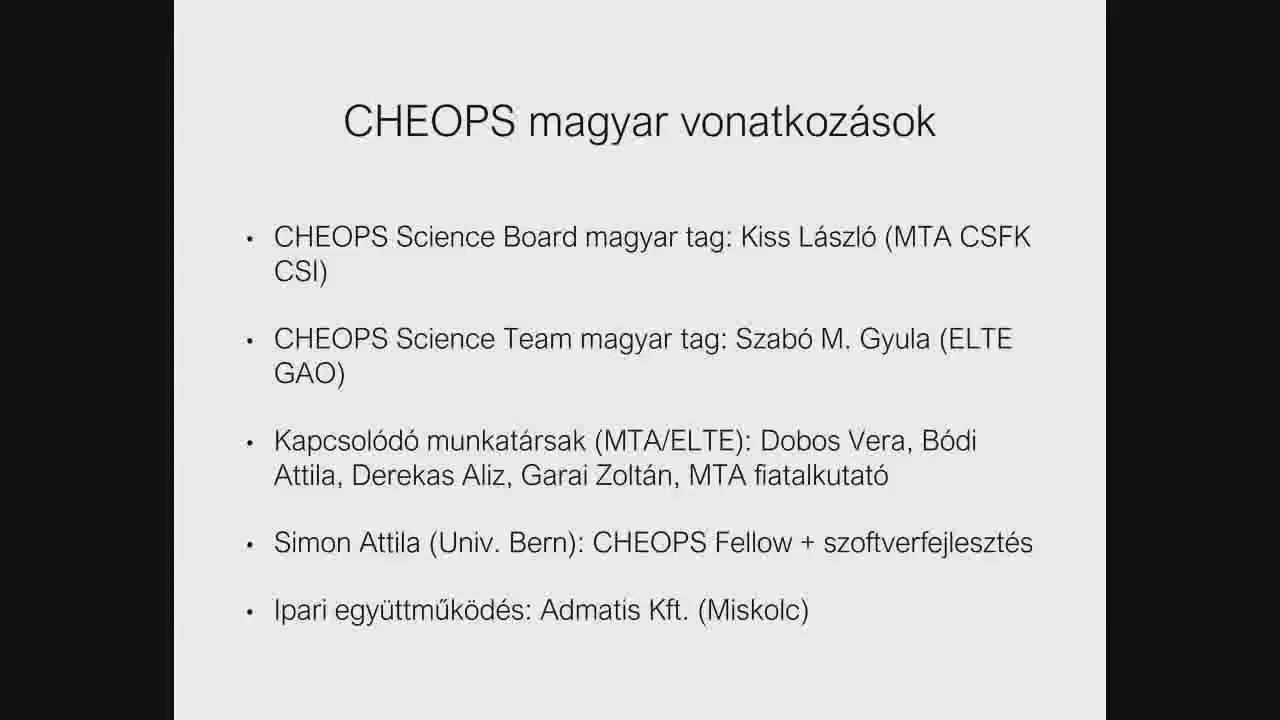 CHEOPS magyar vonatkozások
• CHEOPS Science Board magyar tag: Kiss László (MTA CSFK
CSI)
• CHEOPS Science Team magyar tag: Szabó M. Gyula (ELTE
GAO)
• Kapcsolódó munkatársak (MTA/ELTE): Dobos Vera, Bódi
Attila, Derekas Aliz, Garai Zoltán, MTA fiatalkutató
• Simon Attila (Univ. Bern): CHEOPS Fellow + szoftverfejlesztés
• Ipari együttműködés: Admatis Kft. (Miskolc)